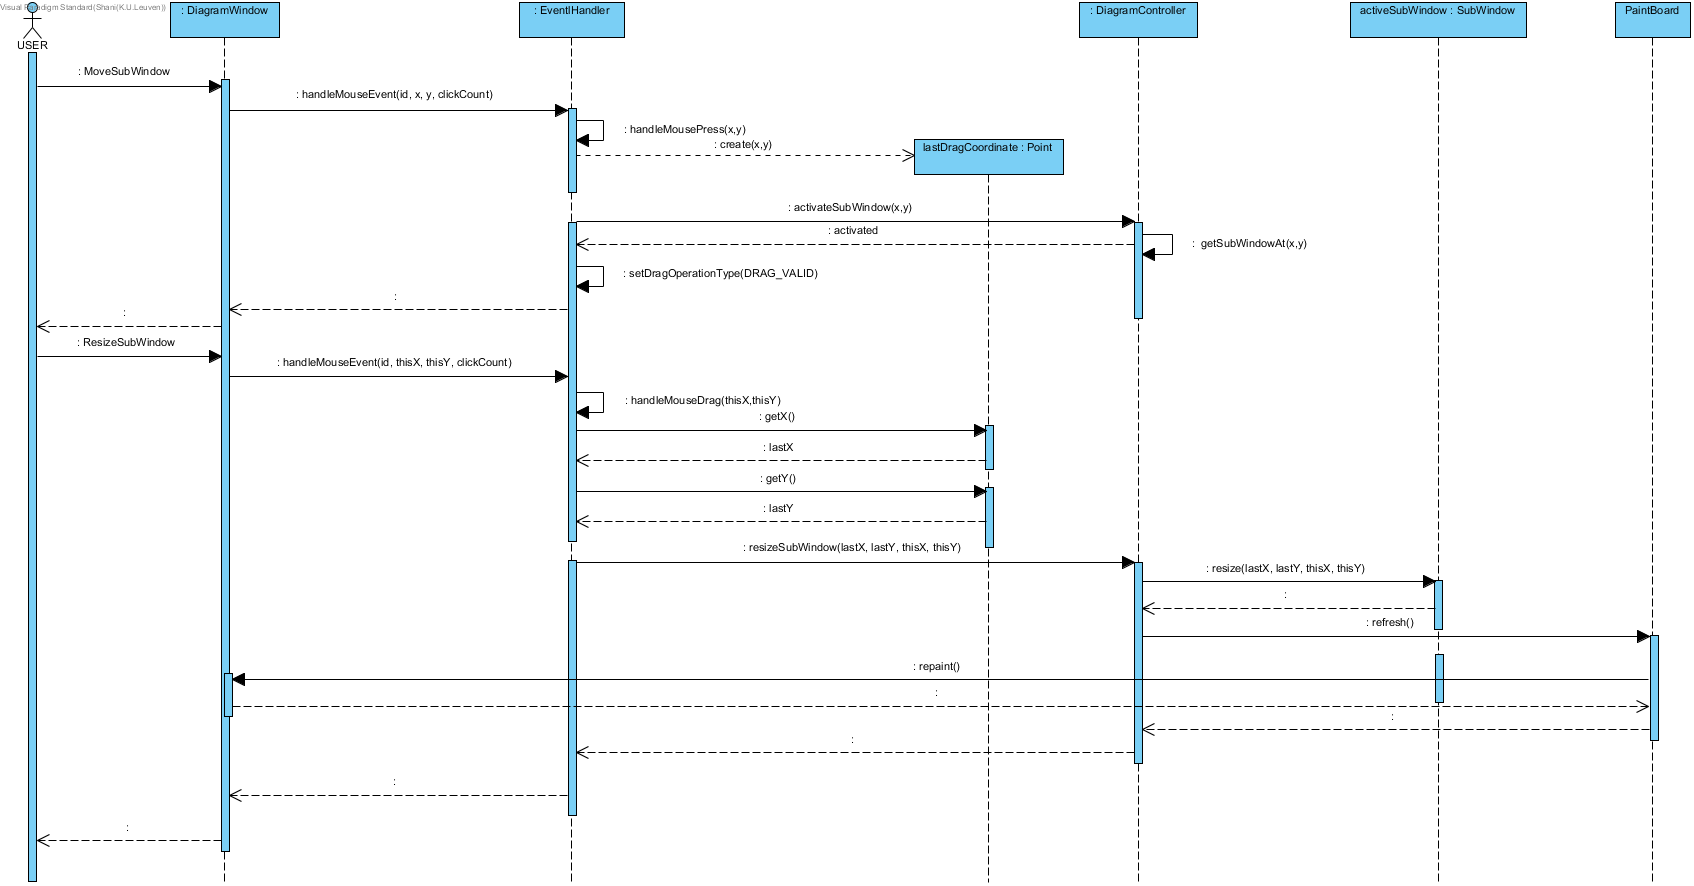 Visual Paradigm Standard(Shani(K.U.Leuven))
USER
: DiagramWindow
: EventHandler
: DiagramController
activeSubWindow : SubWindow
PaintBoard
: MoveSubWindow
: handleMouseEvent(id, x, y, clickCount)
: handleMousePress(x,y)
: create(x,y)
lastDragCoordinate : Point
: activateSubWindow(x,y)
: activated
: getSubWindowAt(x,y)
: setDragOperationType(DRAG_VALID)
:
:
: ResizeSubWindow
: handleMouseEvent(id, thisX, thisY, clickCount)
: handleMouseDrag(thisX,thisY)
: getX()
: lastX
: getY()
: lastY
: resizeSubWindow(lastX, lastY, thisX, thisY)
: resize(lastX, lastY, thisX, thisY)
:
: refresh()
: repaint()
:
:
:
:
: